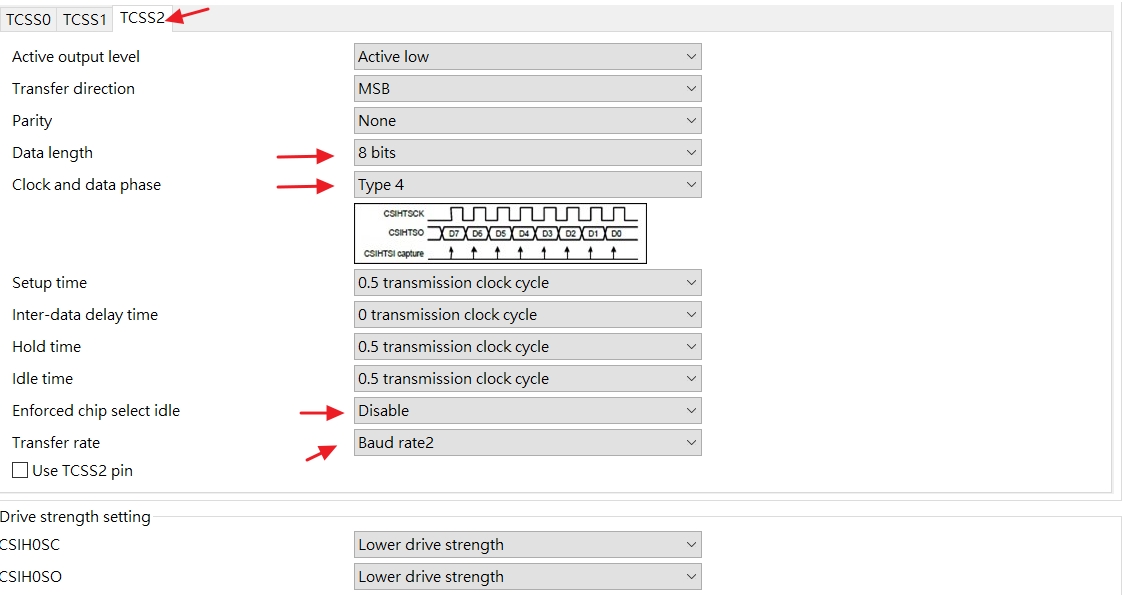 TCSS0 TCSS1 TCSS2
Active output level Active low
Transfer direction MSB
Parity None
Data length 8 bits
Clock and data phase Type 4
CSIHTSCK
CSIHTSO D7 D6 D5 D4 D3 D2 D1 D0
CSIHTSI capture
Setup time 0.5 transmission clock cycle
Inter-data delay time 0 transmission clock cycle
Hold time 0.5 transmission clock cycle
Idle time 0.5 transmission clock cycle
Enforced chip select idle Disable
Transfer rate Baud rate2
Use TCSS2 pin
Drive strength setting
CSIH0SC Lower drive strength
CSIH0SO Lower drive strength